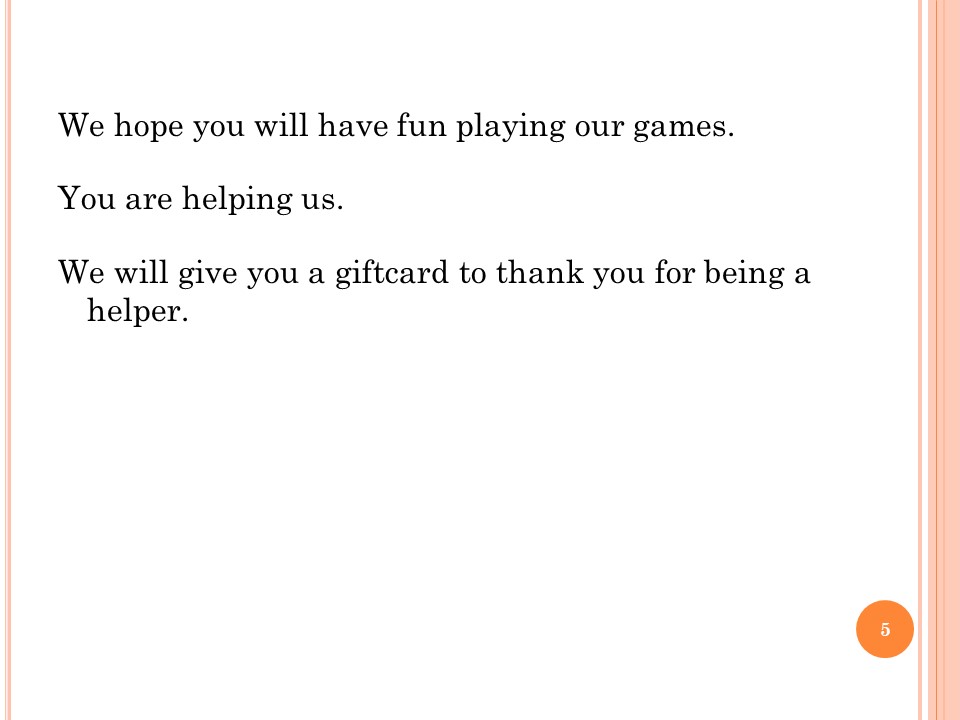 We hope you will have fun playing our games.
You are helping us.
We will give you a giftcard to thank you for being a
helper.
5